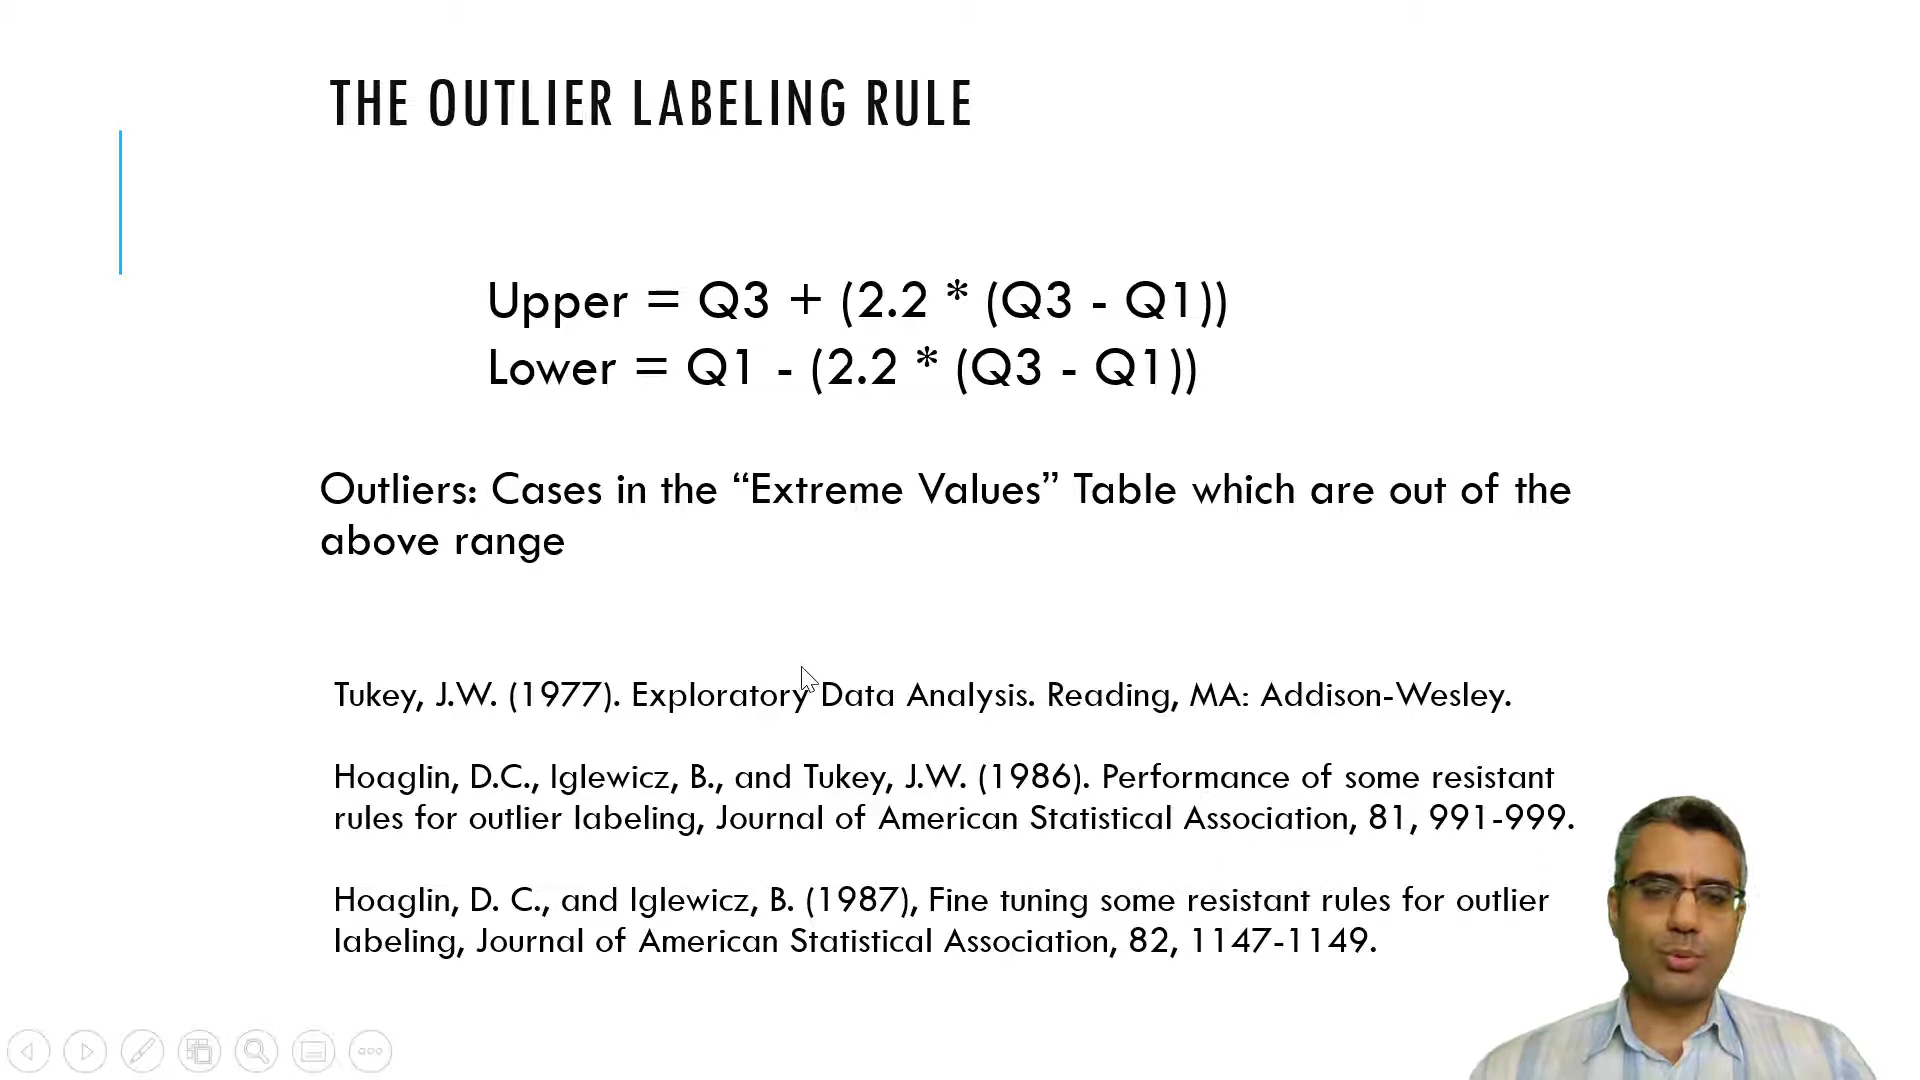 THE OUTLIER LABELING RULE
Upper = Q3 + (2.2 * (Q3 - Q1))
Lower = Q1 - (2.2 * (Q3 - Q1))
Outliers: Cases in the “Extreme Values” Table which are out of the
above range
Tukey, J.W. (1977). Exploratory Data Analysis. Reading, MA: Addison-Wesley.
Hoaglin, D.C., Iglewicz, B., and Tukey, J.W. (1986). Performance of some resistant
rules for outlier labeling, Journal of American Statistical Association, 81, 991-999.
Hoaglin, D. C., and Iglewicz, B. (1987), Fine tuning some resistant rules for outlier
labeling, Journal of American Statistical Association, 82, 1147-1149.